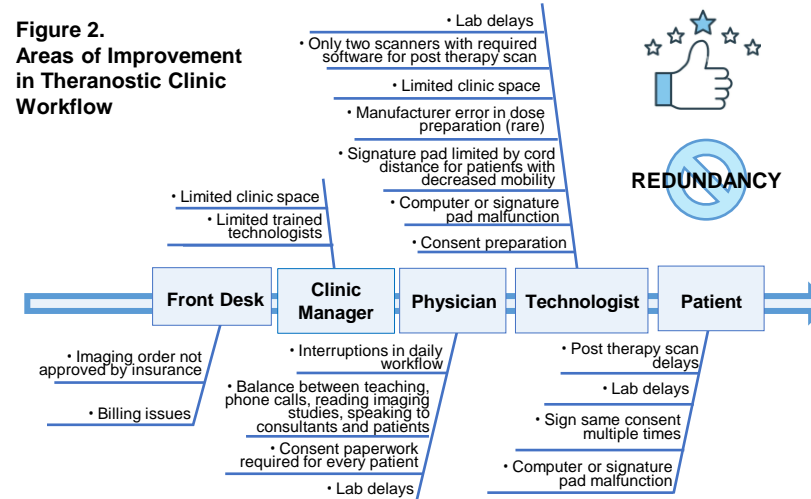 Figure 2.
Areas of Improvement
in Theranostic Clinic
Workflow
• Lab delays
• Only two scanners with required
software for post therapy scan
• Limited clinic space
• Manufacturer error in dose
preparation (rare)
• Signature pad limited by cord
distance for patients with
decreased mobility
• Computer or signature
pad malfunction
• Consent preparation
REDUNDANCY
• Limited clinic space
• Limited trained
technologists
Front Desk
Clinic
Manager
Physician
Technologist
Patient
• Imaging order not
approved by insurance
• Billing issues
• Interruptions in daily
workflow
• Balance between teaching,
phone calls, reading imaging
studies, speaking to
consultants and patients
• Consent paperwork
required for every patient
• Lab delays
• Post therapy scan
delays
• Lab delays
• Sign same consent
multiple times
• Computer or signature
pad malfunction